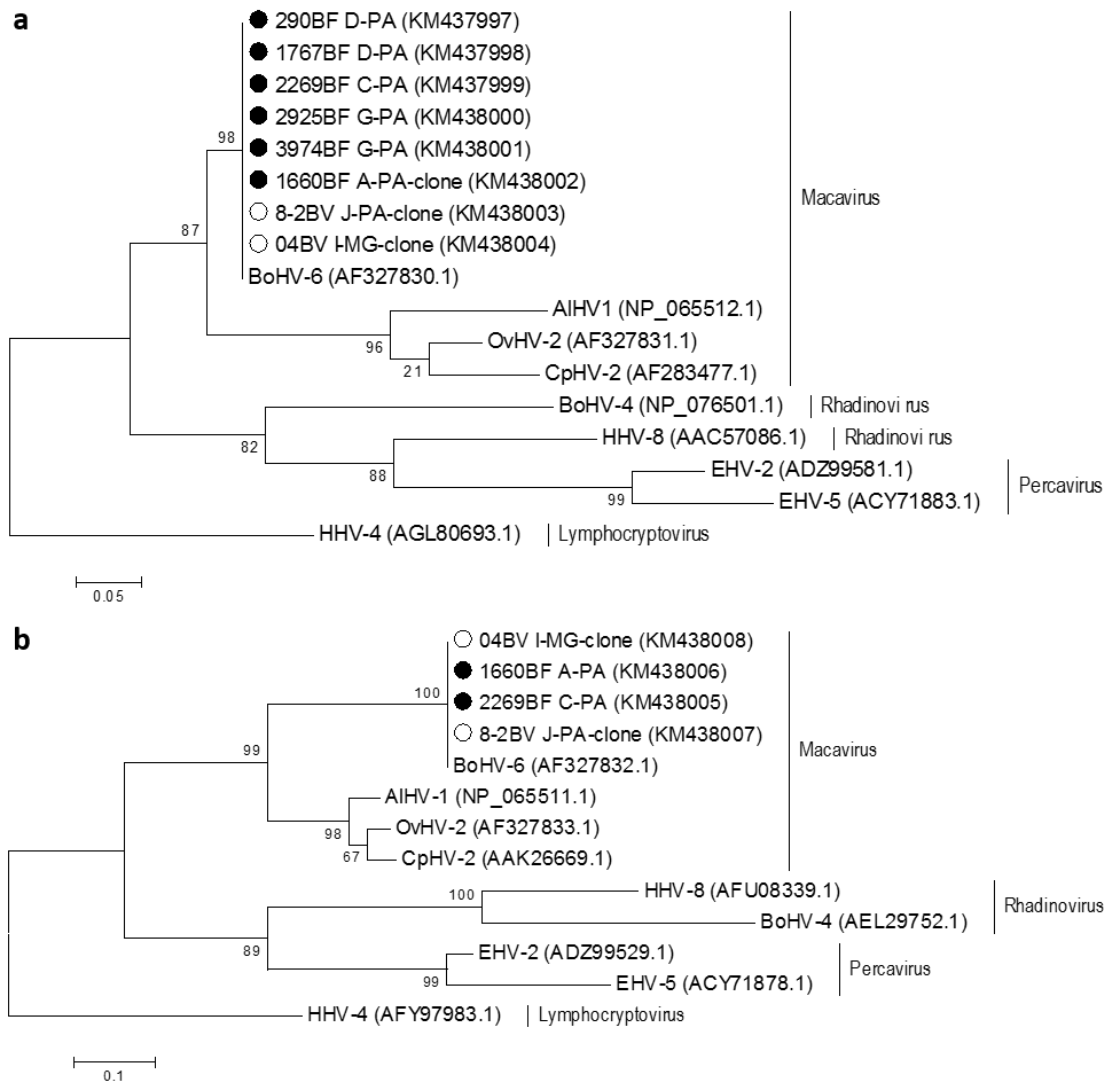 a
290BF D-PA (KM437997)
1767BF D-PA (KM437998)
2269BF C-PA (KM437999)
2925BF G-PA (KM438000)
98
3974BF G-PA (KM438001)
1660BF A-PA-clone (KM438002)
Macavirus
8-2BV J-PA-clone (KM438003)
87
04BV I-MG-clone (KM438004)
BoHV-6 (AF327830.1)
AlHV1 (NP_065512.1)
96
OvHV-2 (AF327831.1)
21
CpHV-2 (AF283477.1)
BoHV-4 (NP_076501.1) Rhadinovi rus
82
HHV-8 (AAC57086.1) Rhadinovi rus
88
EHV-2 (ADZ99581.1)
Percavirus
99
EHV-5 (ACY71883.1)
HHV-4 (AGL80693.1) Lymphocryptovirus
0.05
b
04BV I-MG-clone (KM438008)
1660BF A-PA (KM438006)
100
2269BF C-PA (KM438005)
8-2BV J-PA-clone (KM438007)
99
Macavirus
BoHV-6 (AF327832.1)
AlHV-1 (NP_065511.1)
98
OvHV-2 (AF327833.1)
67
CpHV-2 (AAK26669.1)
HHV-8 (AFU08339.1)
100
Rhadinovirus
BoHV-4 (AEL29752.1)
89
EHV-2 (ADZ99529.1)
Percavirus
99
EHV-5 (ACY71878.1)
HHV-4 (AFY97983.1) Lymphocryptovirus
0.1